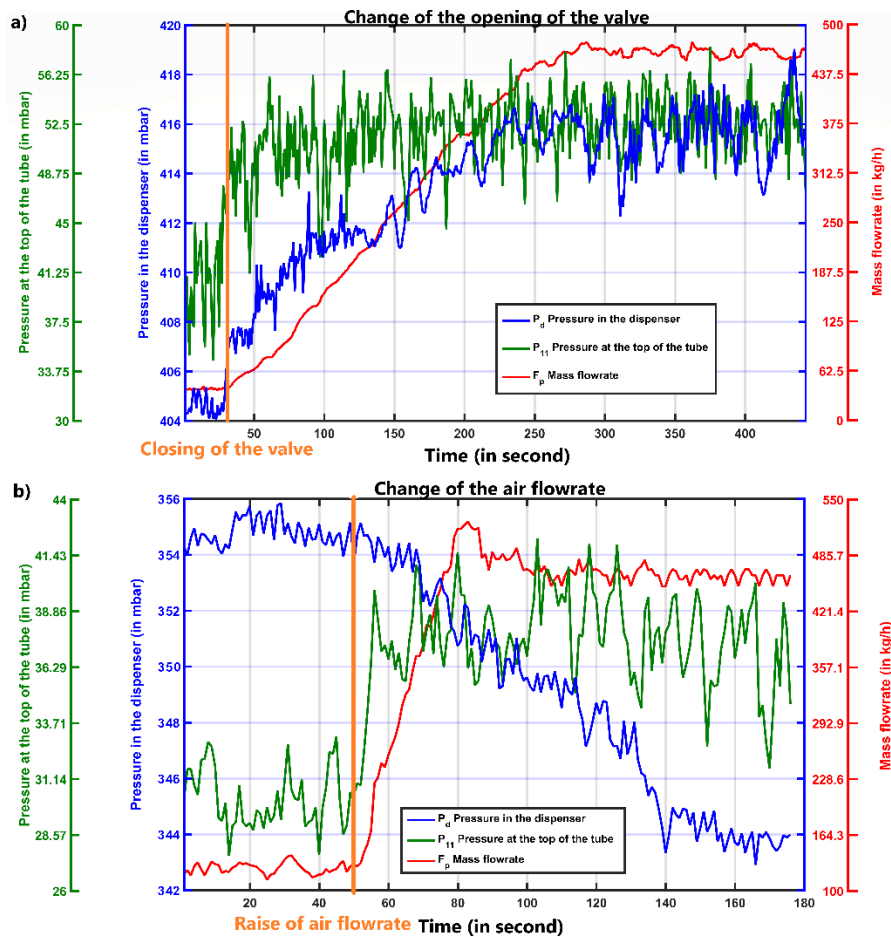 a)
Change of the opening of the valve
60
56.25
52.5
48.75
45
41.25
37.5
33.75
30
Pressure at the top of the tube (in mbar)
420
418
416
414
412
410
408
406
404
Pressure in the dispenser (in mbar)
500
437.5
375
312.5
250
187.5
125
62.5
0
Mass flowrate (in kg/h)
P_d Pressure in the dispenser
P_11 Pressure at the top of the tube
F_p Mass flowrate
50 100 150 200 250 300 350 400
Closing of the valve
Time (in second)
b)
Change of the air flowrate
44
41.43
38.86
36.29
33.71
31.14
28.57
26
Pressure at the top of the tube (in mbar)
356
354
352
350
348
346
344
342
Pressure in the dispenser (in mbar)
550
485.7
421.4
357.1
292.9
228.6
164.3
100
Mass flowrate (in kg/h)
P_d Pressure in the dispenser
P_11 Pressure at the top of the tube
F_p Mass flowrate
20 40 60 80 100 120 140 160 180
Raise of air flowrate
Time (in second)